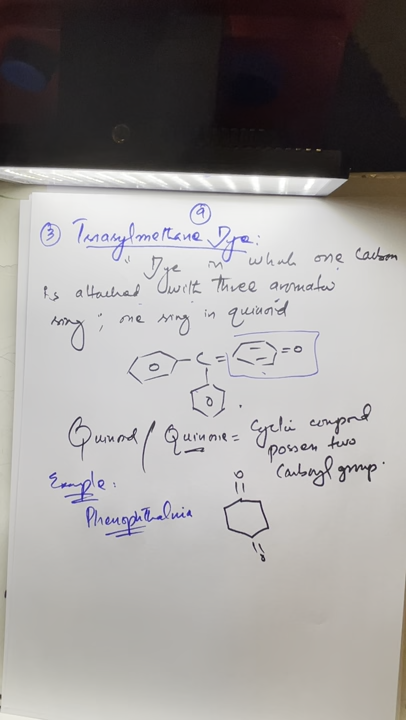 9
③ Triarylmethane Dye:
" Dye in which one Carbon
is attached with three aromatic
ring; one ring in quinoid
C = =O
Quinoid / Quinone = Cyclic compound
possess two
Carbonyl group.
Example:
Phenophthalnia
O
O